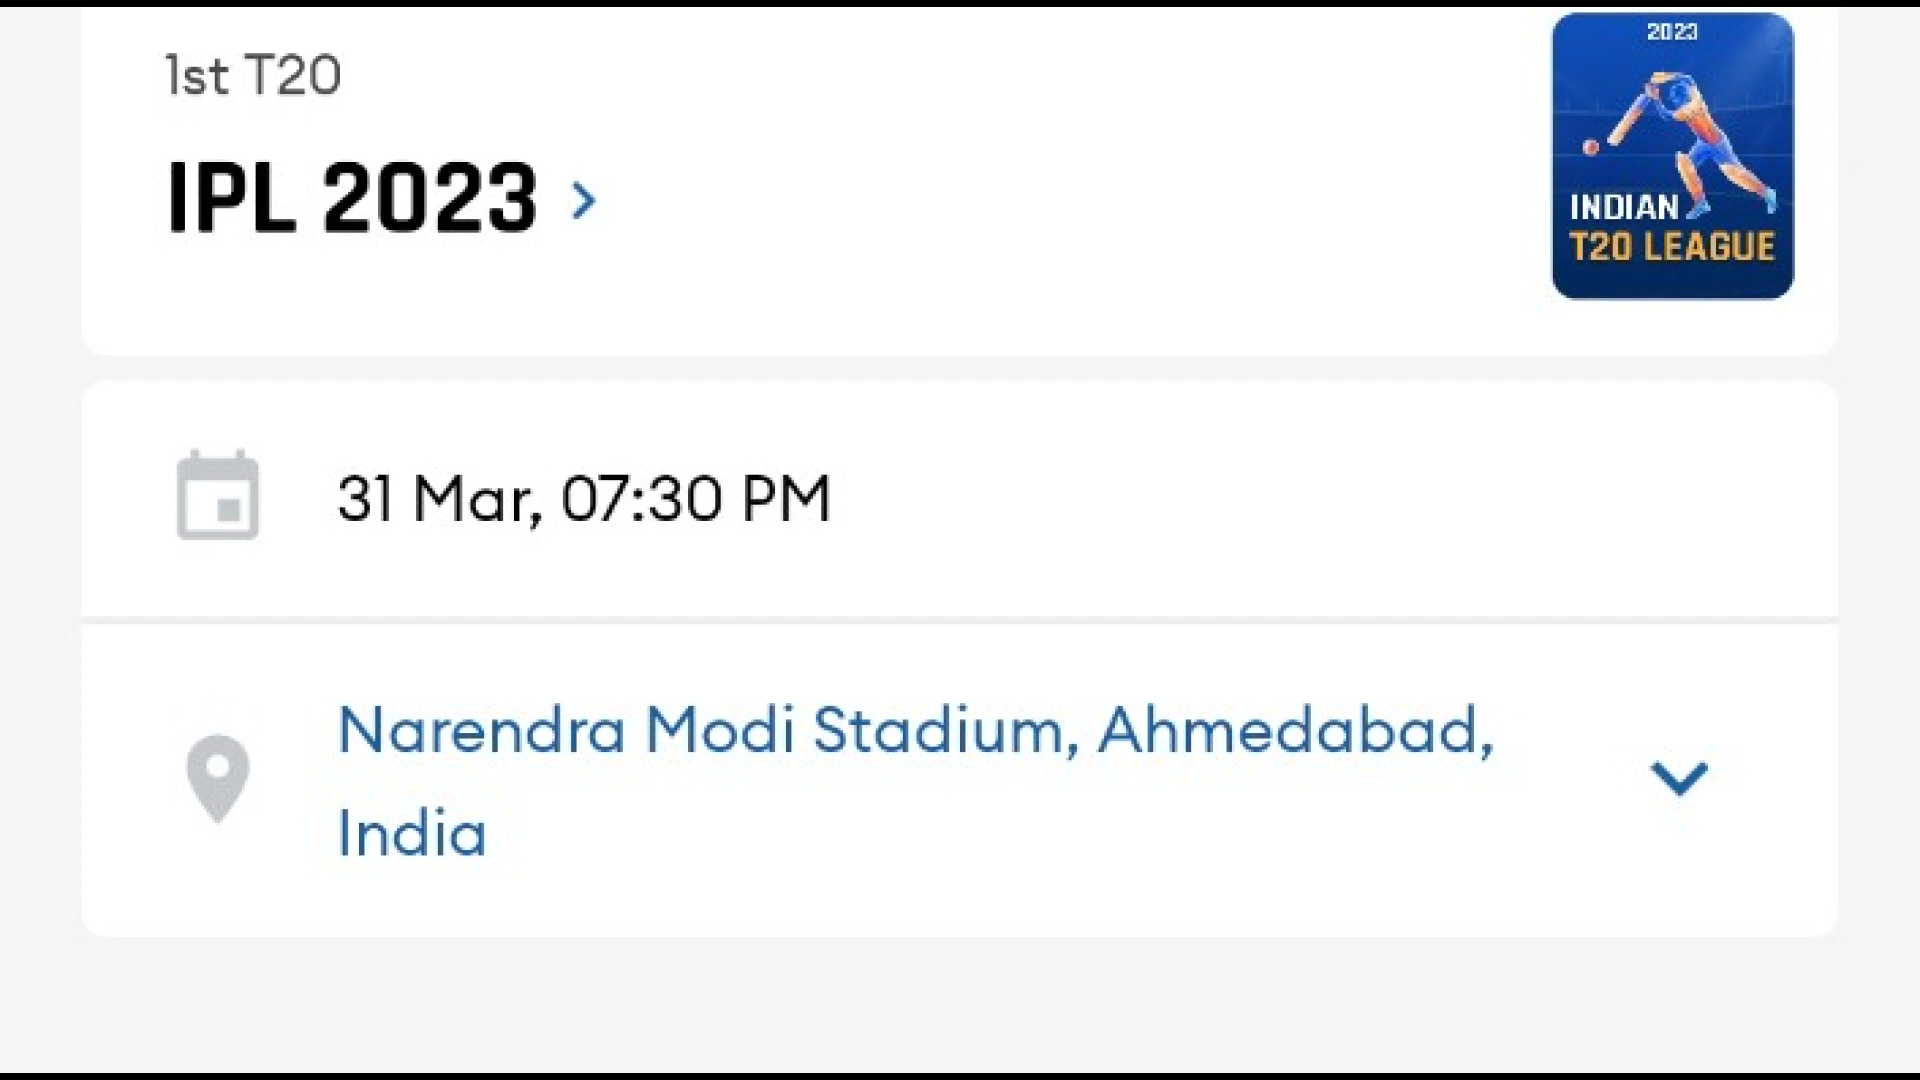 1st T20
IPL 2023
2023
INDIAN
T20 LEAGUE
31 Mar, 07:30 PM
Narendra Modi Stadium, Ahmedabad,
India